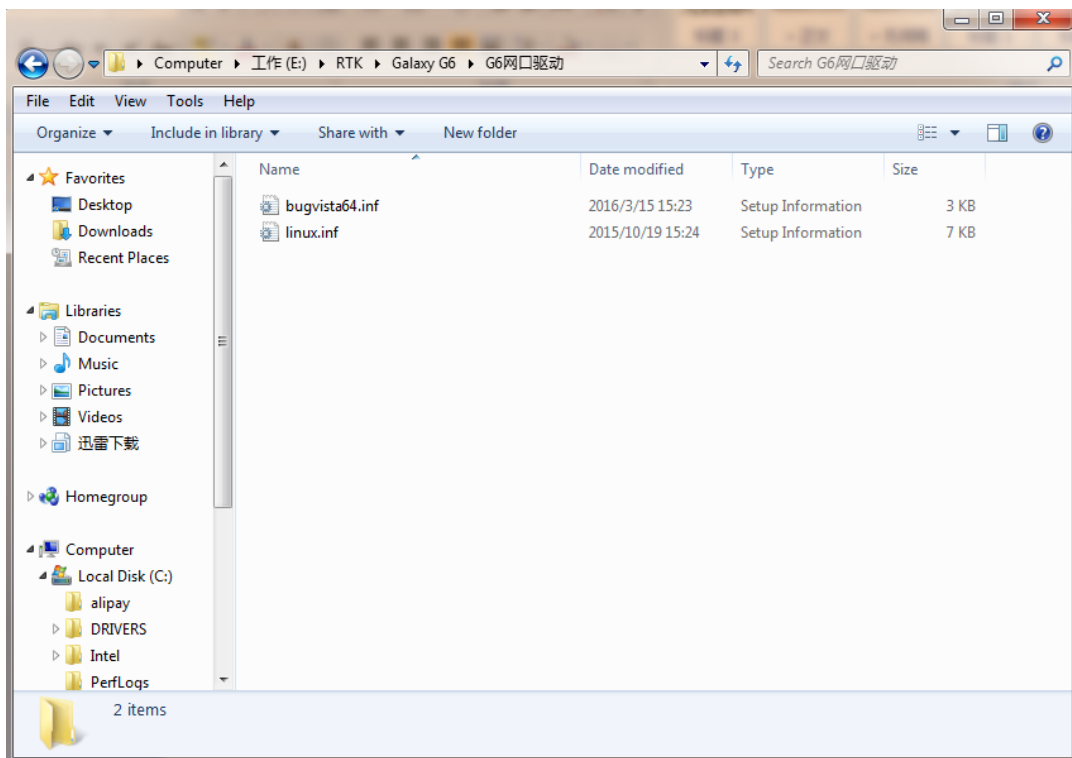 Computer 工作 (E:) RTK Galaxy G6 G6网口驱动 Search G6网口驱动
File Edit View Tools Help
Organize Include in library Share with New folder
Favorites
Desktop
Downloads
Recent Places
Libraries
Documents
Music
Pictures
Videos
迅雷下载
Homegroup
Computer
Local Disk (C:)
alipay
DRIVERS
Intel
PerfLogs
Name Date modified Type Size
bugvista64.inf 2016/3/15 15:23 Setup Information 3 KB
linux.inf 2015/10/19 15:24 Setup Information 7 KB
2 items